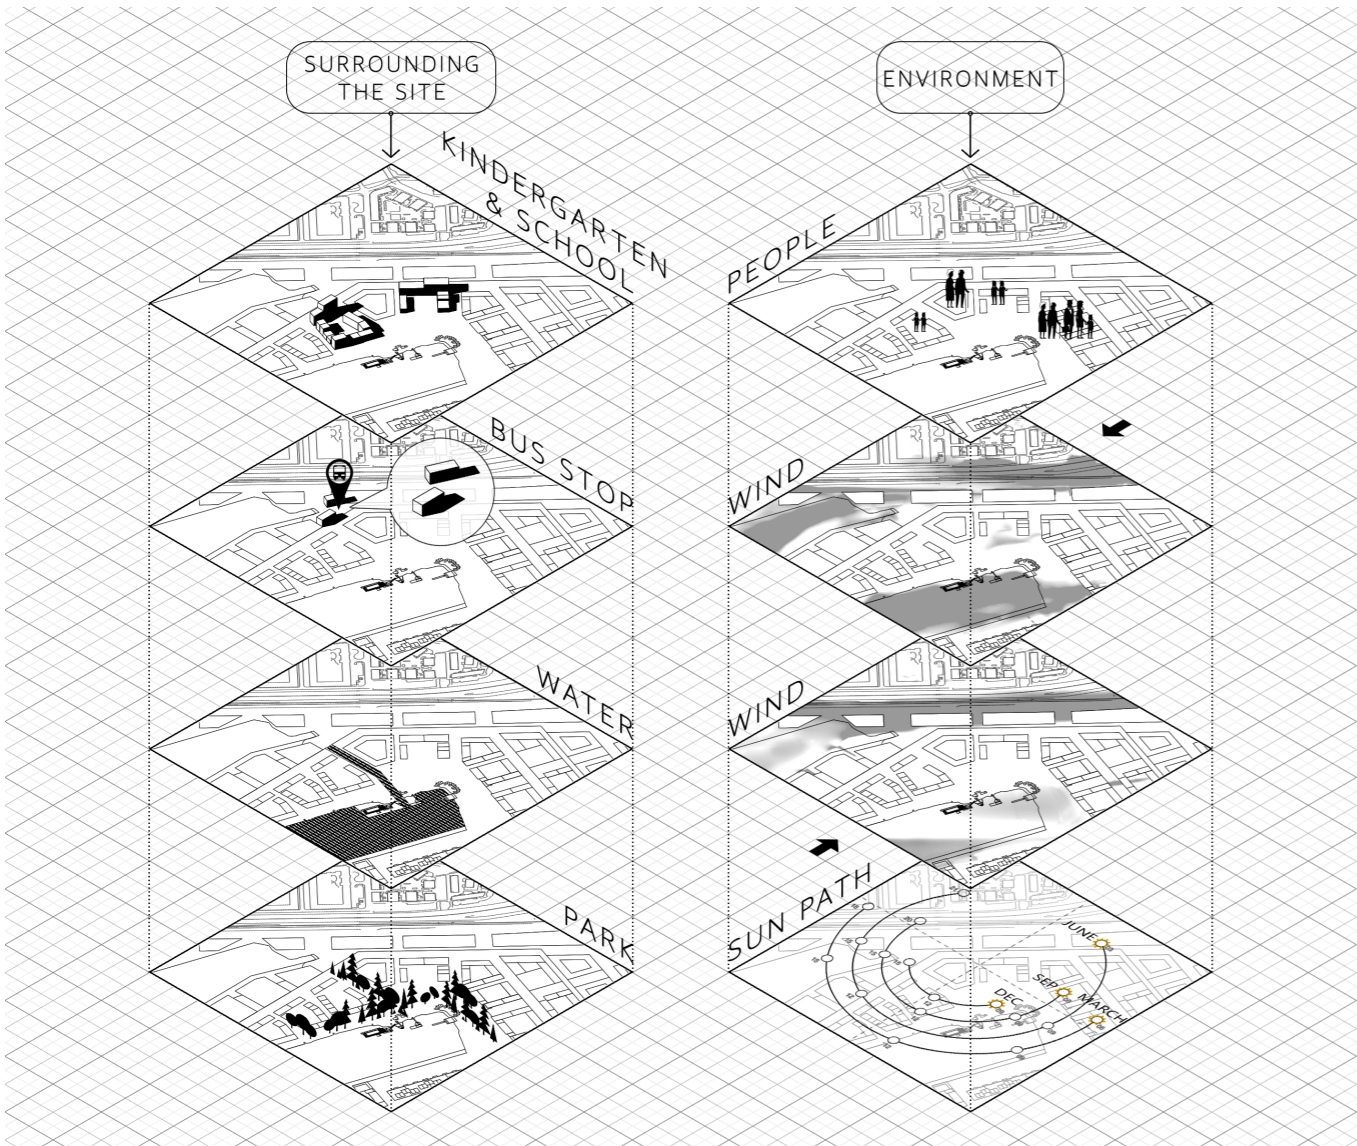 SURROUNDING
THE SITE
KINDERGARTEN
& SCHOOL
BUS STOP
WATER
PARK
ENVIRONMENT
PEOPLE
WIND
WIND
SUN PATH
JUNE
SEP
MARCH
DEC